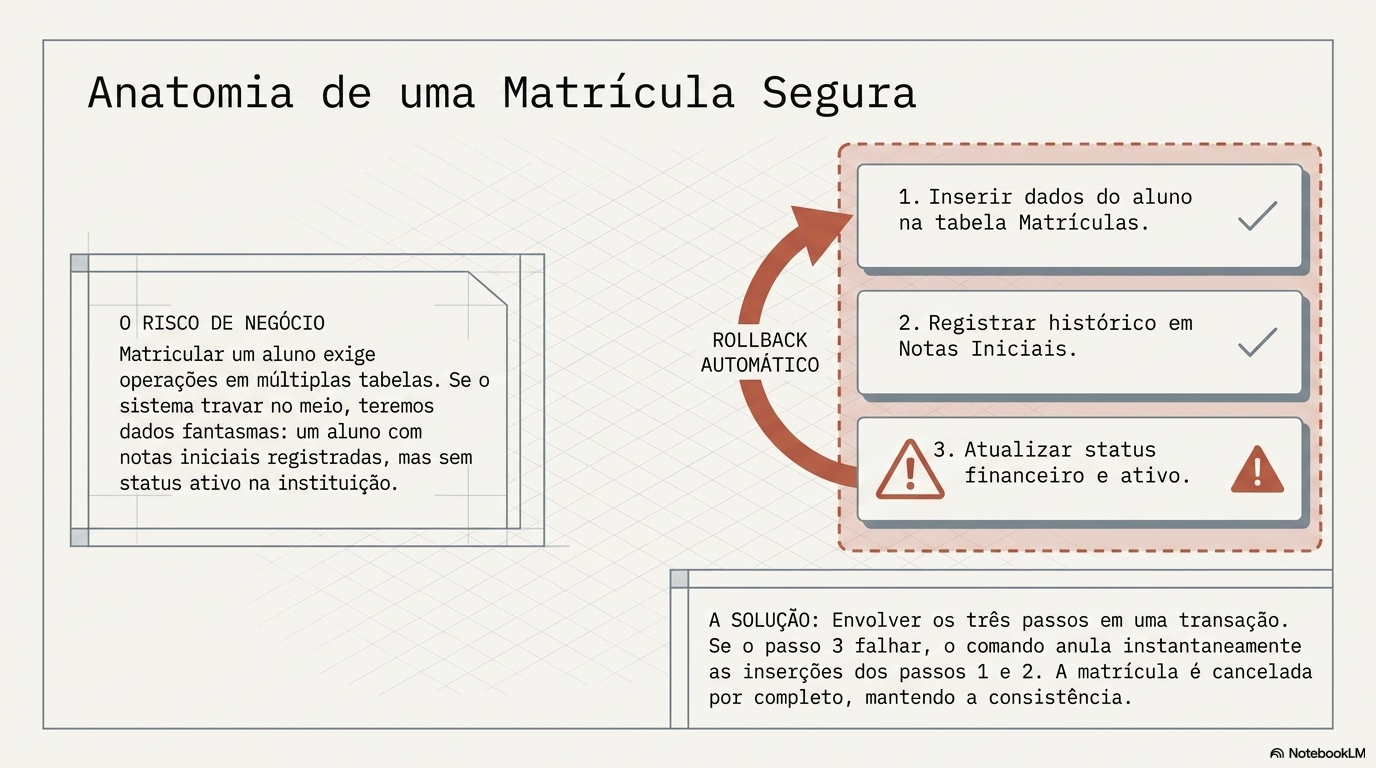 Anatomia de uma Matrícula Segura
O RISCO DE NEGÓCIO
Matricular um aluno exige
operações em múltiplas tabelas. Se o
sistema travar no meio, teremos
dados fantasmas: um aluno com
notas iniciais registradas, mas sem
status ativo na instituição.
ROLLBACK
AUTOMÁTICO
1. Inserir dados do aluno
na tabela Matrículas.
2. Registrar histórico em
Notas Iniciais.
3. Atualizar status
financeiro e ativo.
A SOLUÇÃO: Envolver os três passos em uma transação.
Se o passo 3 falhar, o comando anula instantaneamente
as inserções dos passos 1 e 2. A matrícula é cancelada
por completo, mantendo a consistência.
NotebookLM